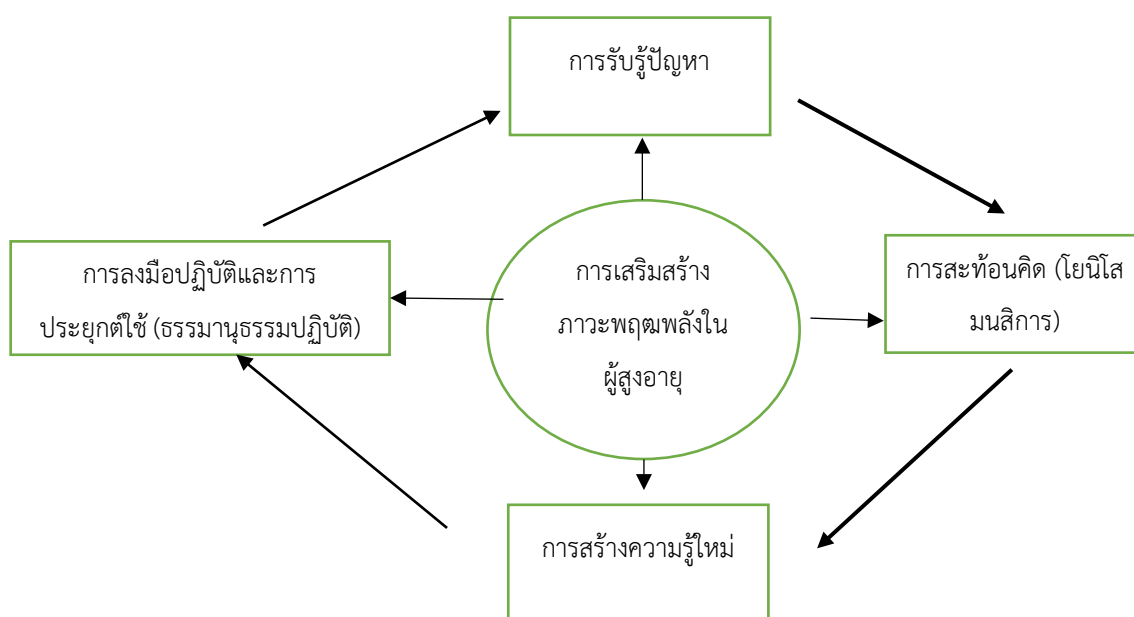 การรับรู้ปัญหา
การลงมือปฏิบัติและการ
ประยุกต์ใช้ (ธรรมานุธรรมปฏิบัติ)
การเสริมสร้าง
ภาวะพฤฒพลังใน
ผู้สูงอายุ
การสะท้อนคิด (โยนิโส
มนสิการ)
การสร้างความรู้ใหม่